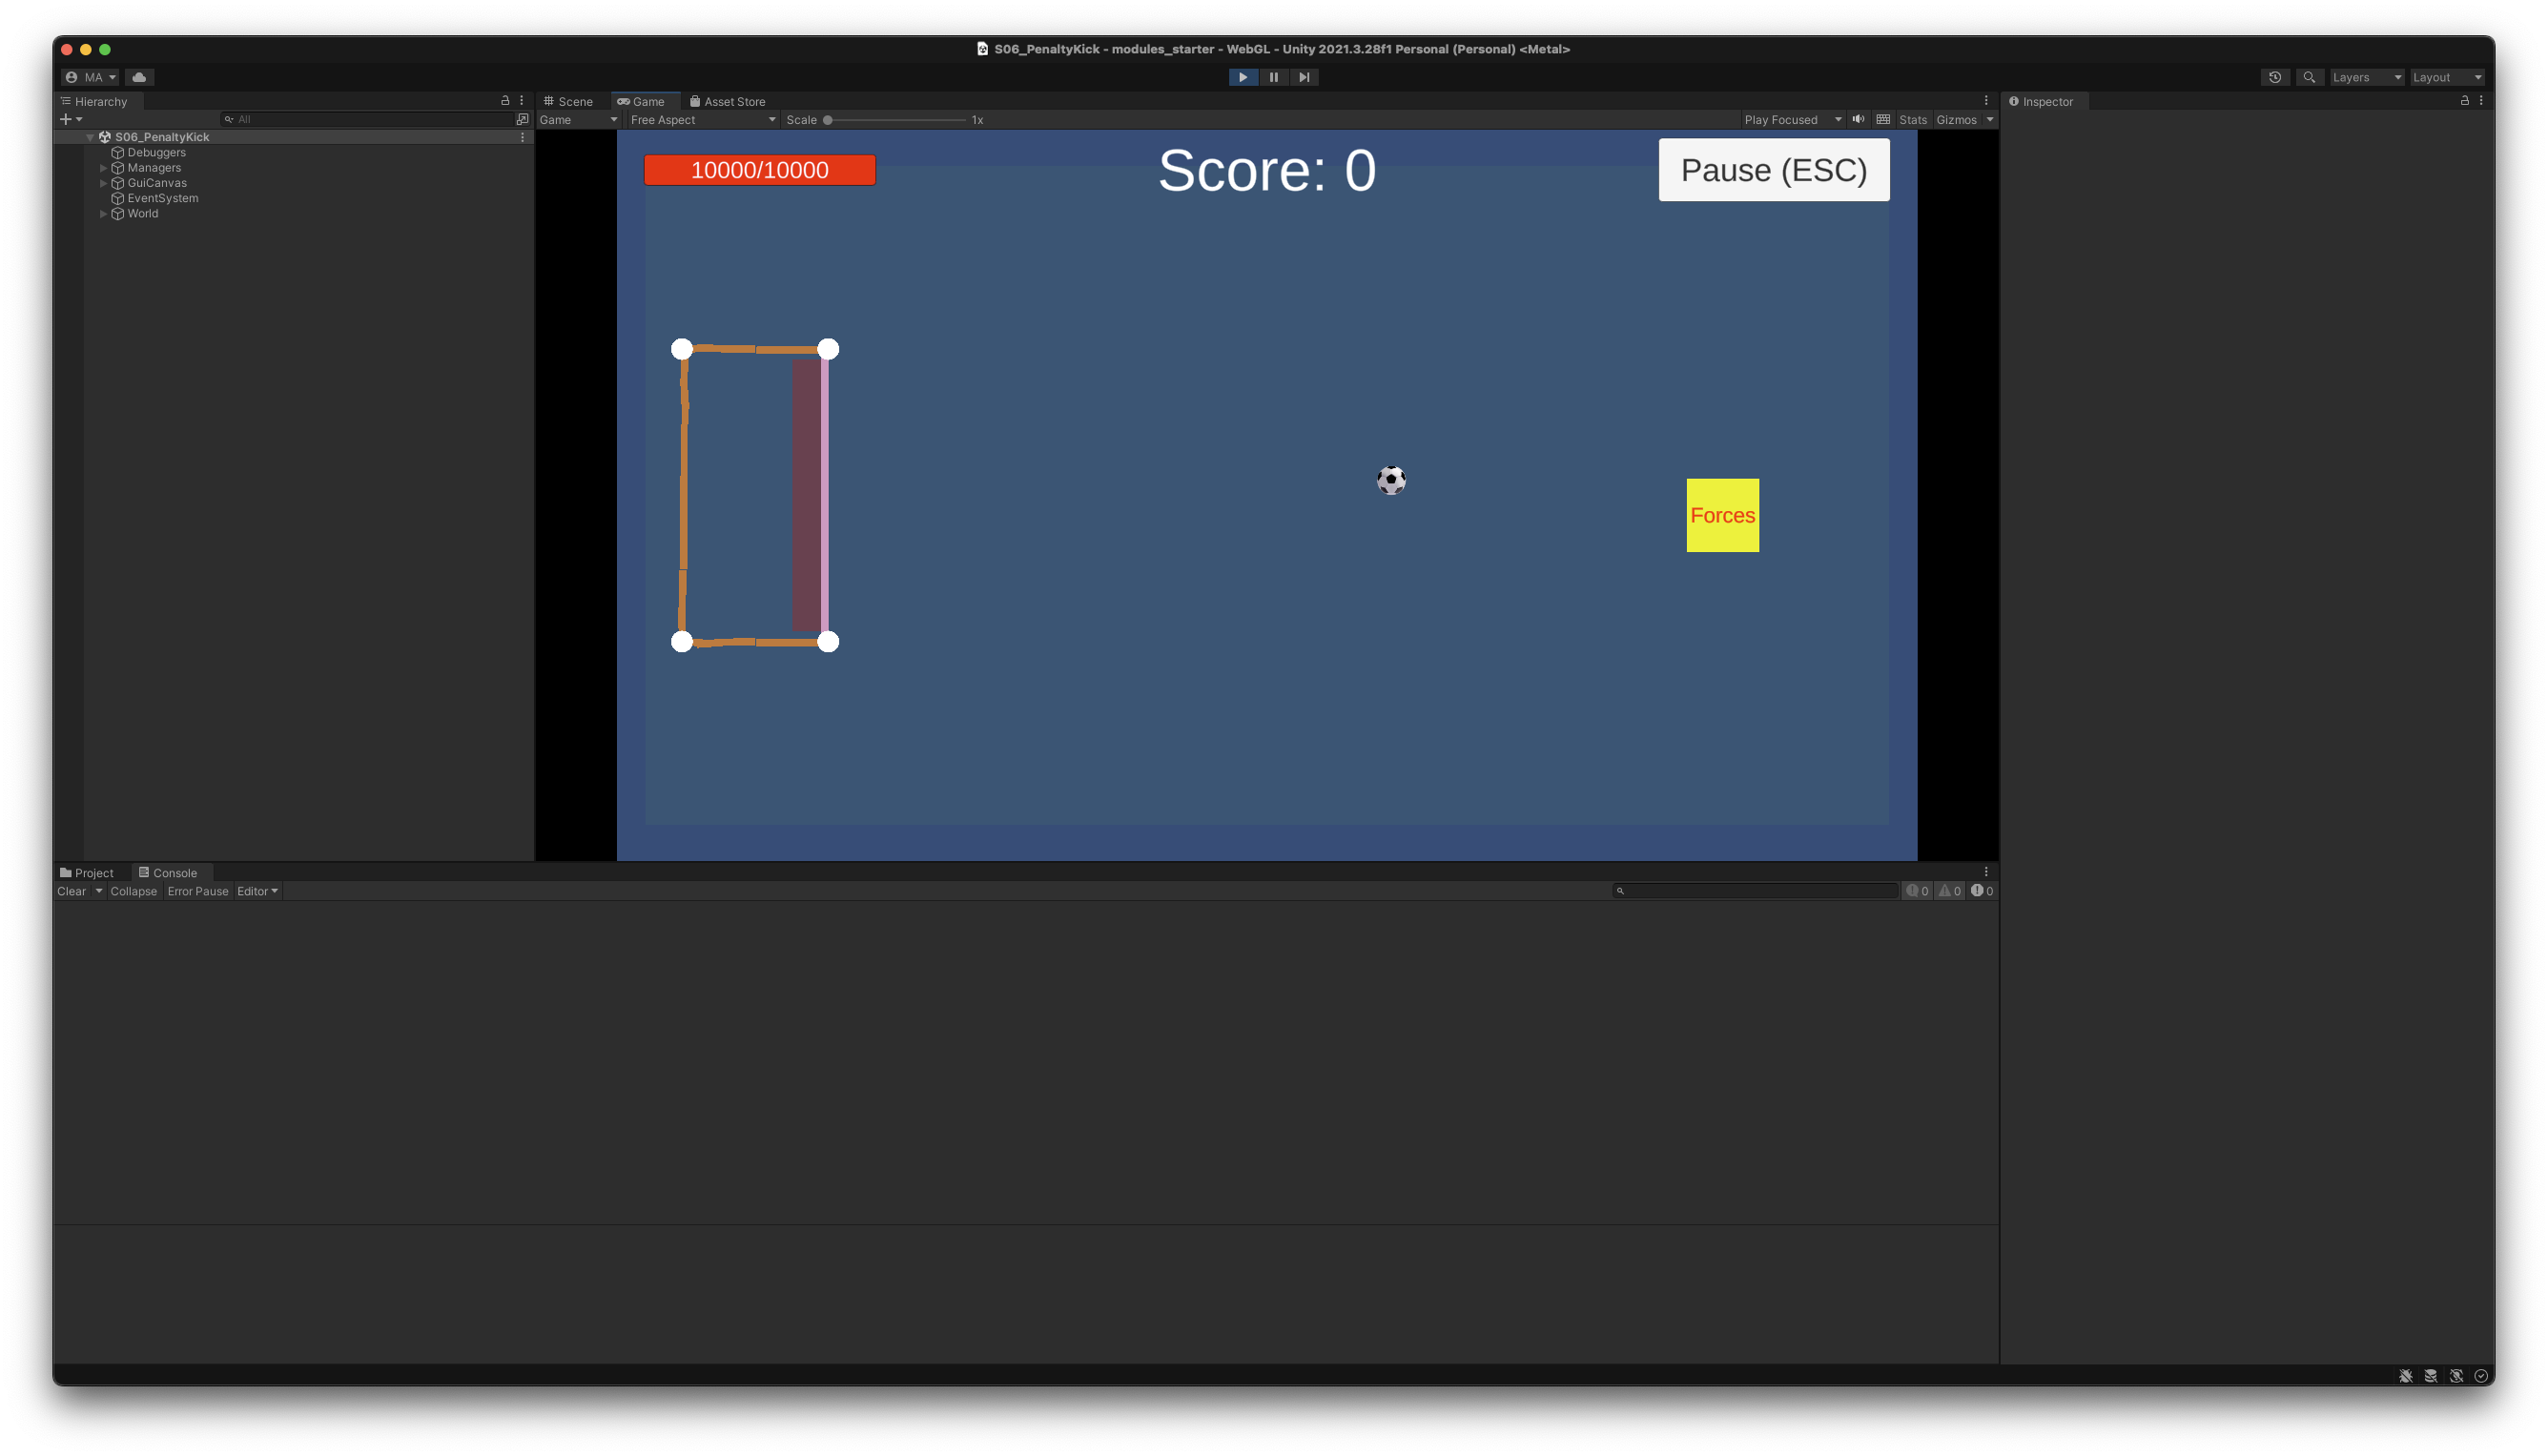 S06_PenaltyKick - modules_starter - WebGL - Unity 2021.3.28f1 Personal (Personal) <Metal>
MA
Layers
Layout
Hierarchy
Scene
Game
Asset Store
Inspector
All
Game
Free Aspect
Scale
1x
Play Focused
Stats
Gizmos
S06_PenaltyKick
Debuggers
Managers
GuiCanvas
EventSystem
World
10000/10000
Score: 0
Pause (ESC)
Forces
Project
Console
Clear
Collapse
Error Pause
Editor
0
0
0